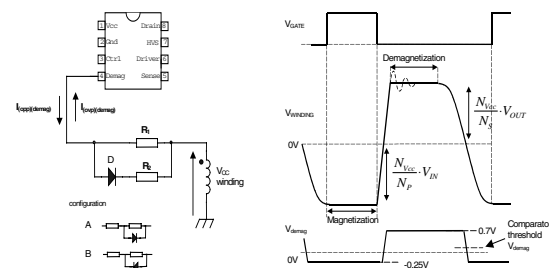 1 Vcc Drain 8
2 Gnd HVS 7
3 Ctrl Driver 6
4 Demag Sense 5
I(opp)(demag)
I(ovp)(demag)
R1
D
R2
VCC
winding
configuration
A
B
VGATE
Demagnetization
VWINDING
0V
NVcc/NS · VOUT
NVcc/NP · VIN
Magnetization
Vdemag
0V
0.7V
-0.25V
Comparato
threshold
Vdemag